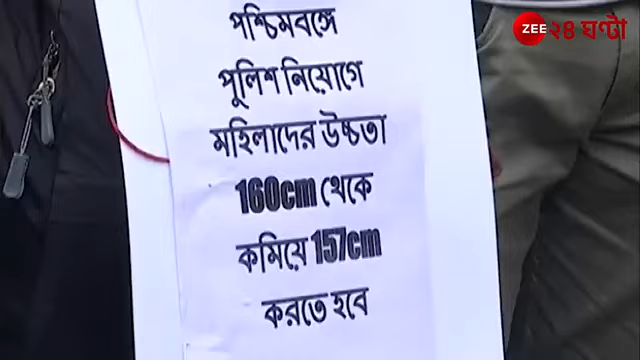 ZEE ২৪ ঘণ্টা
পশ্চিমবঙ্গে
পুলিশ নিয়োগে
মহিলাদের উচ্চতা
160cm থেকে
কমিয়ে 157cm
করতে হবে